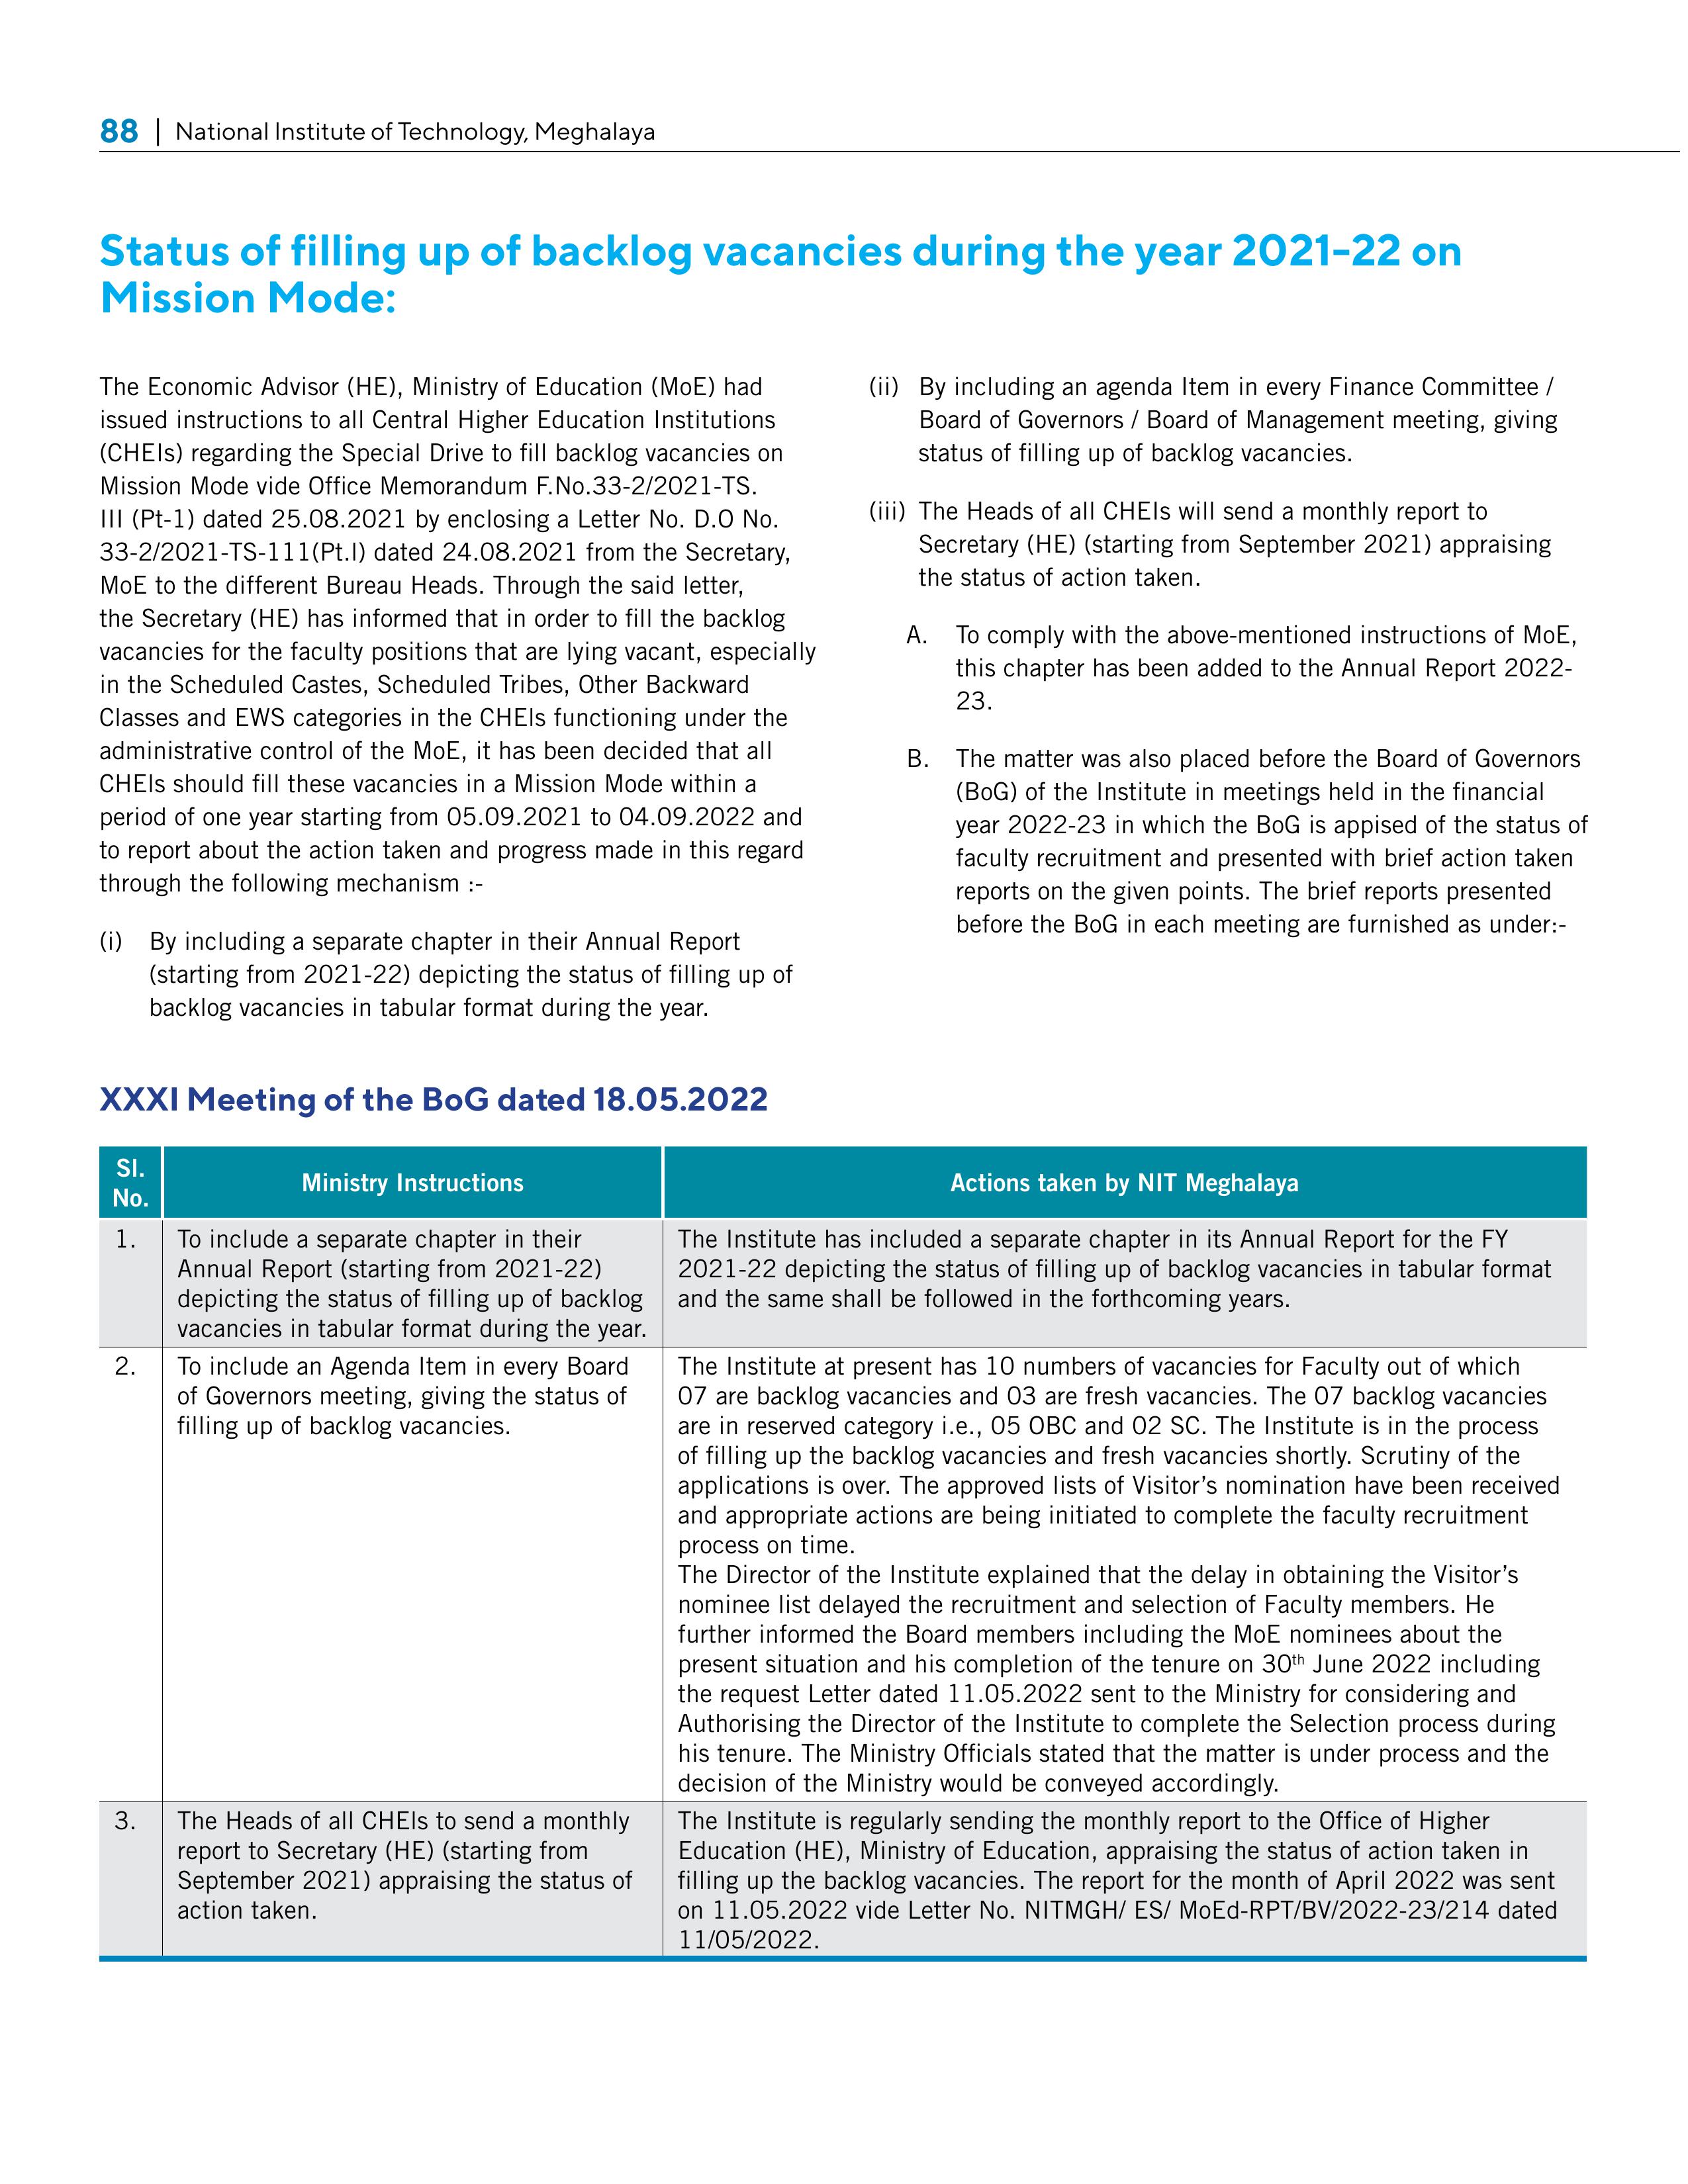 88 | National Institute of Technology, Meghalaya
Status of filling up of backlog vacancies during the year 2021-22 on
Mission Mode:
The Economic Advisor (HE), Ministry of Education (MoE) had
issued instructions to all Central Higher Education Institutions
(CHEIs) regarding the Special Drive to fill backlog vacancies on
Mission Mode vide Office Memorandum F.No.33-2/2021-TS.
III (Pt-1) dated 25.08.2021 by enclosing a Letter No. D.O No.
33-2/2021-TS-111(Pt.I) dated 24.08.2021 from the Secretary,
MoE to the different Bureau Heads. Through the said letter,
the Secretary (HE) has informed that in order to fill the backlog
vacancies for the faculty positions that are lying vacant, especially
in the Scheduled Castes, Scheduled Tribes, Other Backward
Classes and EWS categories in the CHEIs functioning under the
administrative control of the MoE, it has been decided that all
CHEIs should fill these vacancies in a Mission Mode within a
period of one year starting from 05.09.2021 to 04.09.2022 and
to report about the action taken and progress made in this regard
through the following mechanism :-
(i) By including a separate chapter in their Annual Report
(starting from 2021-22) depicting the status of filling up of
backlog vacancies in tabular format during the year.
(ii) By including an agenda Item in every Finance Committee /
Board of Governors / Board of Management meeting, giving
status of filling up of backlog vacancies.
(iii) The Heads of all CHEIs will send a monthly report to
Secretary (HE) (starting from September 2021) appraising
the status of action taken.
A. To comply with the above-mentioned instructions of MoE,
this chapter has been added to the Annual Report 2022-
23.
B. The matter was also placed before the Board of Governors
(BoG) of the Institute in meetings held in the financial
year 2022-23 in which the BoG is appised of the status of
faculty recruitment and presented with brief action taken
reports on the given points. The brief reports presented
before the BoG in each meeting are furnished as under:-
XXXI Meeting of the BoG dated 18.05.2022
Sl.
No.
Ministry Instructions
Actions taken by NIT Meghalaya
1.
To include a separate chapter in their
Annual Report (starting from 2021-22)
depicting the status of filling up of backlog
vacancies in tabular format during the year.
The Institute has included a separate chapter in its Annual Report for the FY
2021-22 depicting the status of filling up of backlog vacancies in tabular format
and the same shall be followed in the forthcoming years.
2.
To include an Agenda Item in every Board
of Governors meeting, giving the status of
filling up of backlog vacancies.
The Institute at present has 10 numbers of vacancies for Faculty out of which
07 are backlog vacancies and 03 are fresh vacancies. The 07 backlog vacancies
are in reserved category i.e., 05 OBC and 02 SC. The Institute is in the process
of filling up the backlog vacancies and fresh vacancies shortly. Scrutiny of the
applications is over. The approved lists of Visitor’s nomination have been received
and appropriate actions are being initiated to complete the faculty recruitment
process on time.
The Director of the Institute explained that the delay in obtaining the Visitor’s
nominee list delayed the recruitment and selection of Faculty members. He
further informed the Board members including the MoE nominees about the
present situation and his completion of the tenure on 30th June 2022 including
the request Letter dated 11.05.2022 sent to the Ministry for considering and
Authorising the Director of the Institute to complete the Selection process during
his tenure. The Ministry Officials stated that the matter is under process and the
decision of the Ministry would be conveyed accordingly.
3.
The Heads of all CHEIs to send a monthly
report to Secretary (HE) (starting from
September 2021) appraising the status of
action taken.
The Institute is regularly sending the monthly report to the Office of Higher
Education (HE), Ministry of Education, appraising the status of action taken in
filling up the backlog vacancies. The report for the month of April 2022 was sent
on 11.05.2022 vide Letter No. NITMGH/ ES/ MoEd-RPT/BV/2022-23/214 dated
11/05/2022.